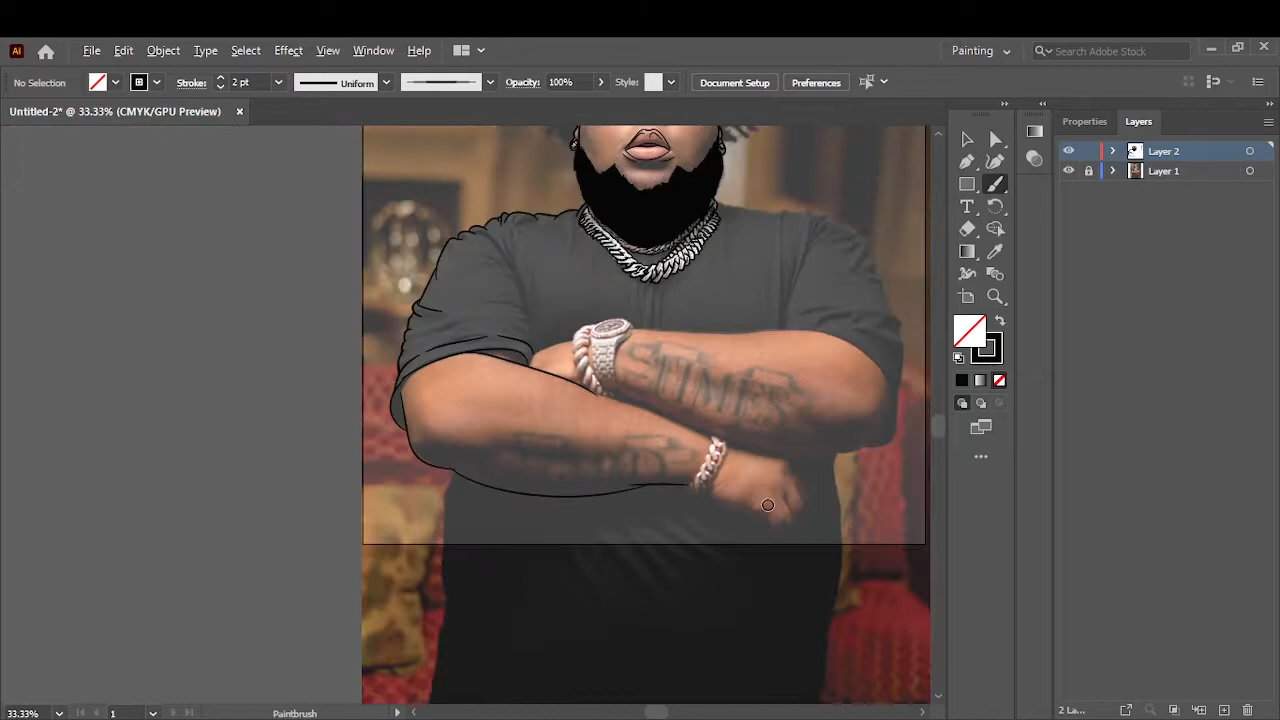 Ai File Edit Object Type Select Effect View Window Help Painting Search Adobe Stock
No Selection Stroke: 2 pt Uniform Opacity: 100% Style: Document Setup Preferences
Untitled-2* @ 33.33% (CMYK/GPU Preview) × Properties Layers
Layer 2
Layer 1
STIMES
33.33% 1 Paintbrush 2 La...